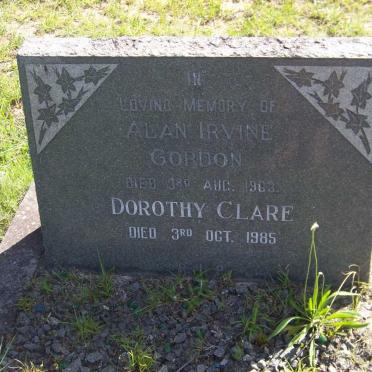 IN
LOVING MEMORY OF
ALAN IRVINE
GORDON
DIED 3RD AUG. 1963.
DOROTHY CLARE
DIED 3RD OCT. 1985